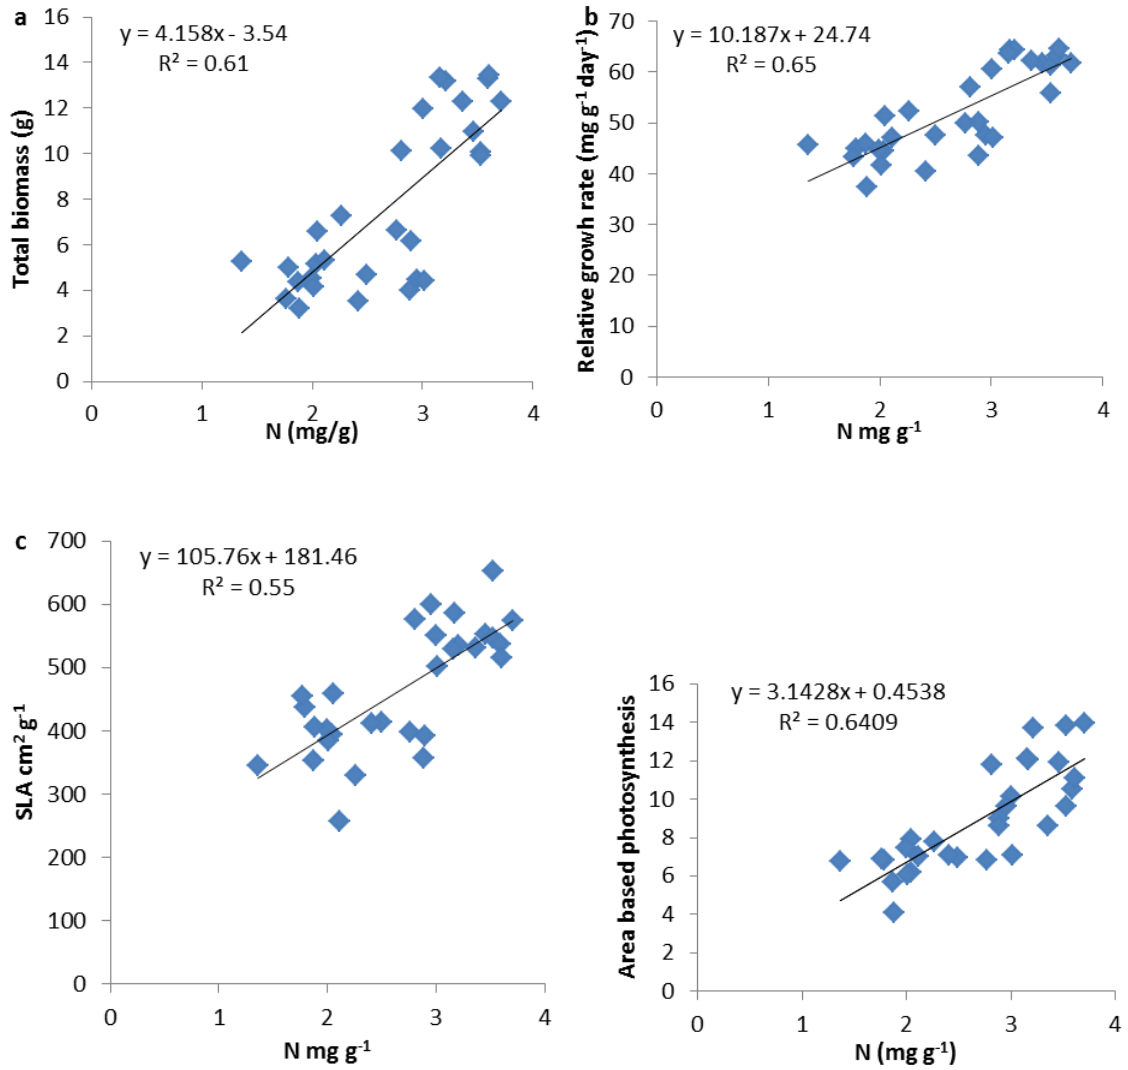 a
y = 4.158x - 3.54
R² = 0.61
Total biomass (g)
16
14
12
10
8
6
4
2
0
0 1 2 3 4
N (mg/g)
b
y = 10.187x + 24.74
R² = 0.65
Relative growh rate (mg g⁻¹ day⁻¹)
70
60
50
40
30
20
10
0
0 1 2 3 4
N mg g⁻¹
c
y = 105.76x + 181.46
R² = 0.55
SLA cm² g⁻¹
700
600
500
400
300
200
100
0
0 1 2 3 4
N mg g⁻¹
y = 3.1428x + 0.4538
R² = 0.6409
Area based photosynthesis
16
14
12
10
8
6
4
2
0
0 1 2 3 4
N (mg g⁻¹)